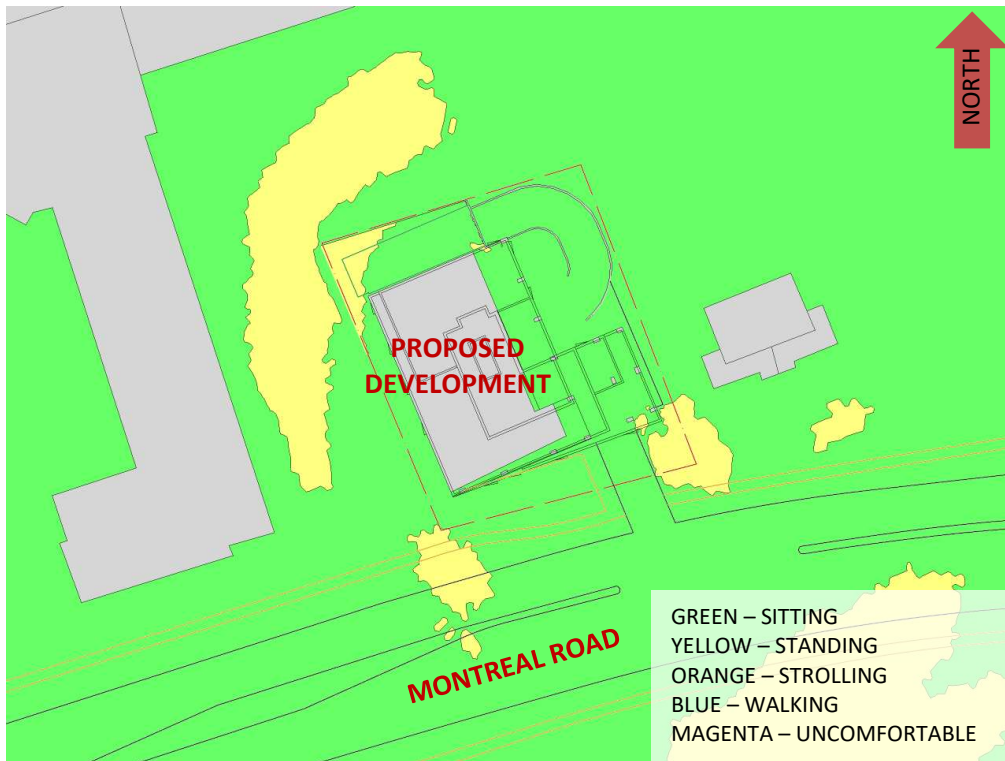 NORTH
PROPOSED
DEVELOPMENT
MONTREAL ROAD
GREEN – SITTING
YELLOW – STANDING
ORANGE – STROLLING
BLUE – WALKING
MAGENTA – UNCOMFORTABLE